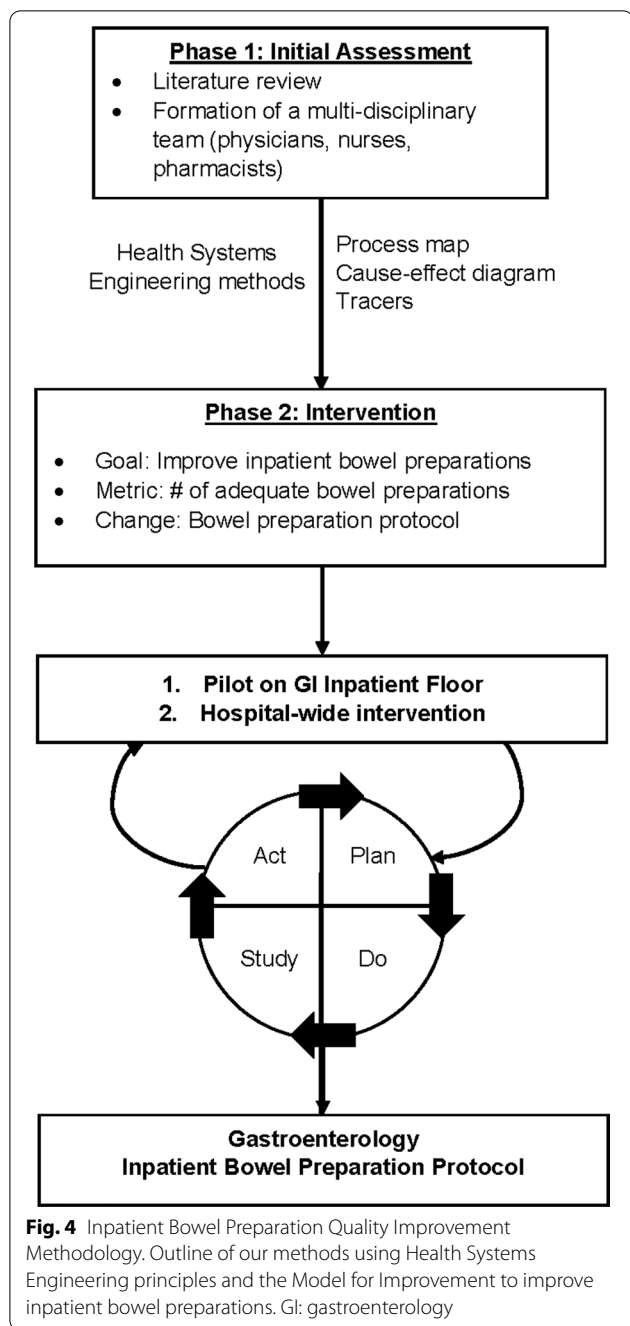 Phase 1: Initial Assessment
• Literature review
• Formation of a multi-disciplinary
team (physicians, nurses,
pharmacists)
Health Systems
Engineering methods
Process map
Cause-effect diagram
Tracers
Phase 2: Intervention
• Goal: Improve inpatient bowel preparations
• Metric: # of adequate bowel preparations
• Change: Bowel preparation protocol
1. Pilot on GI Inpatient Floor
2. Hospital-wide intervention
Act
Plan
Study
Do
Gastroenterology
Inpatient Bowel Preparation Protocol
Fig. 4 Inpatient Bowel Preparation Quality Improvement
Methodology. Outline of our methods using Health Systems
Engineering principles and the Model for Improvement to improve
inpatient bowel preparations. GI: gastroenterology